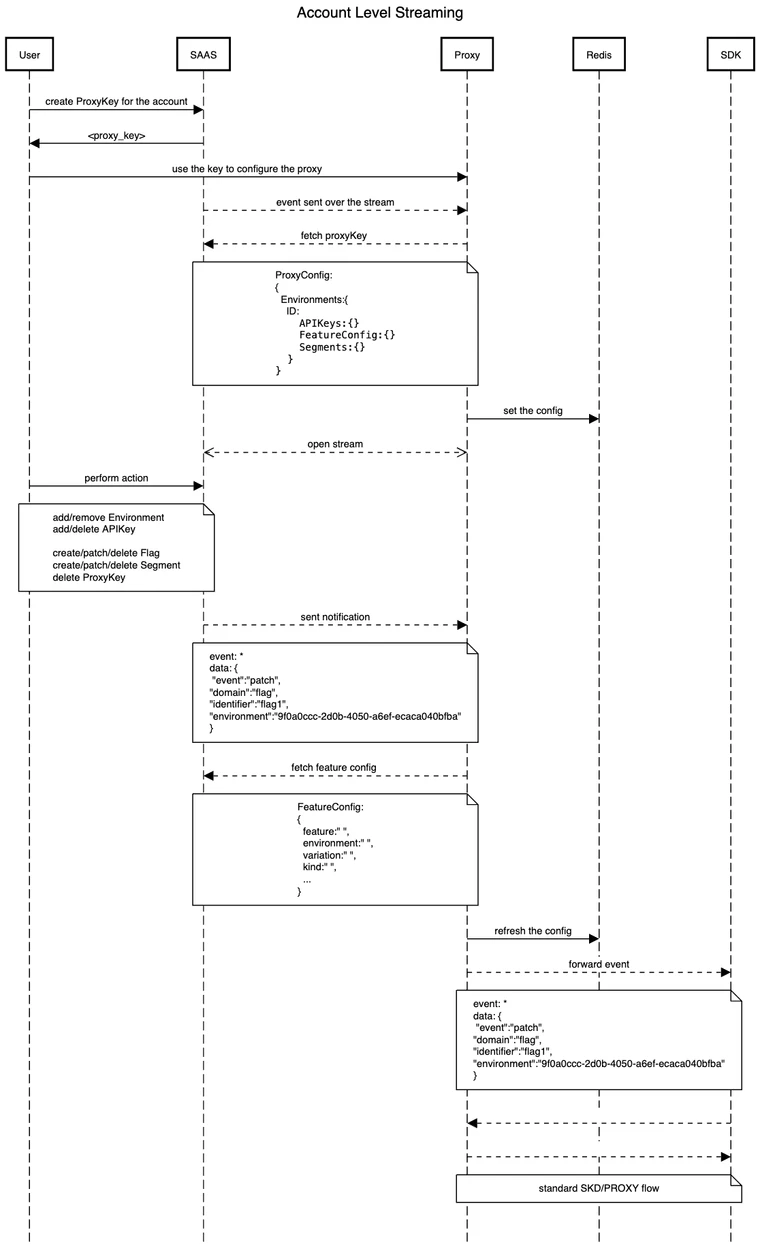 Account Level Streaming
User
SAAS
Proxy
Redis
SDK
create ProxyKey for the account
<proxy_key>
use the key to configure the proxy
event sent over the stream
fetch proxyKey
ProxyConfig:
{
Environments:{
ID:
APIKeys:{}
FeatureConfig:{}
Segments:{}
}
}
set the config
open stream
perform action
add/remove Environment
add/delete APIKey
create/patch/delete Flag
create/patch/delete Segment
delete ProxyKey
sent notification
event: *
data: {
"event":"patch",
"domain":"flag",
"identifier":"flag1",
"environment":"9f0a0ccc-2d0b-4050-a6ef-ecaca040bfba"
}
fetch feature config
FeatureConfig:
{
feature:" ",
environment:" ",
variation:" ",
kind:" ",
...
}
refresh the config
forward event
event: *
data: {
"event":"patch",
"domain":"flag",
"identifier":"flag1",
"environment":"9f0a0ccc-2d0b-4050-a6ef-ecaca040bfba"
}
standard SKD/PROXY flow